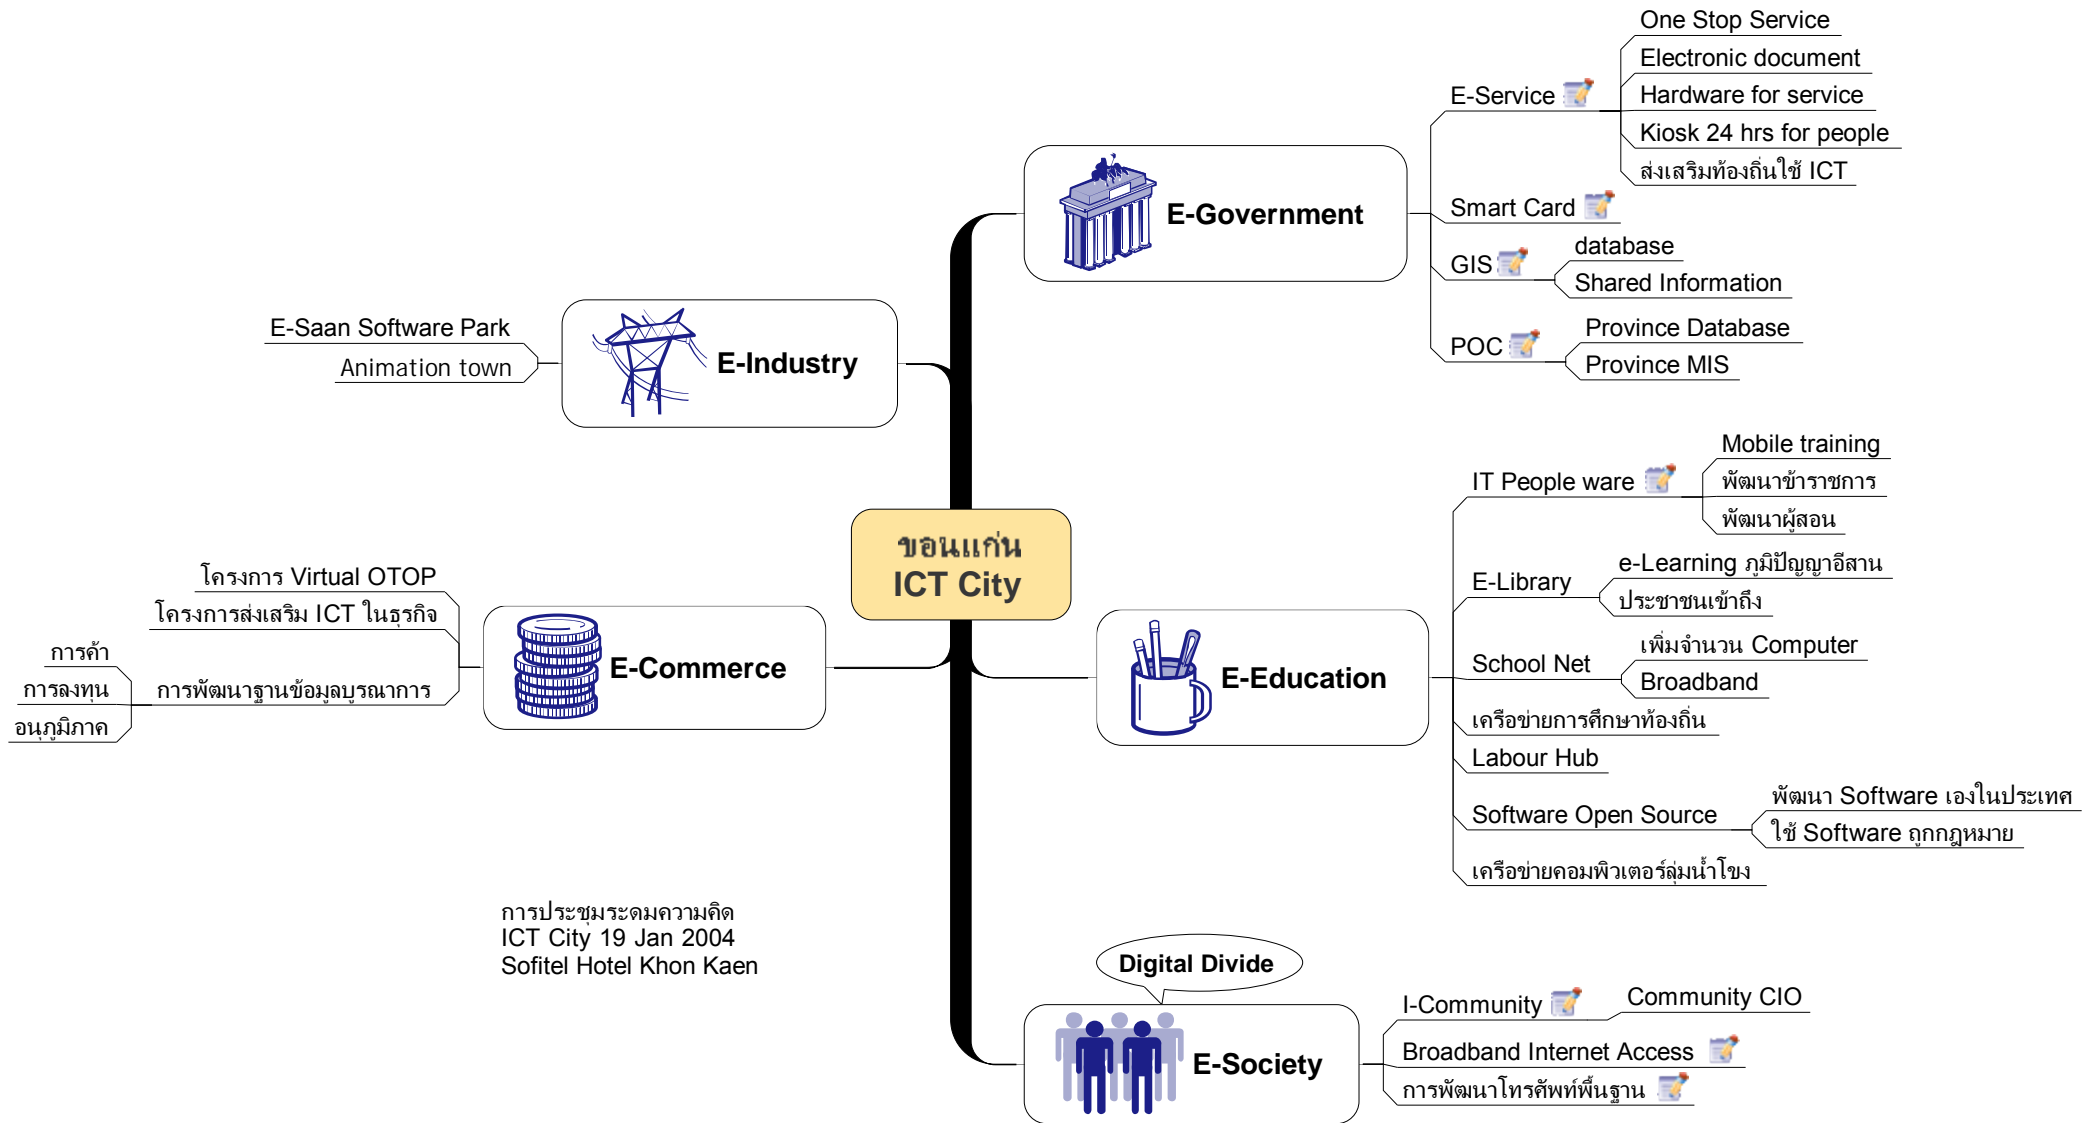 ขอนแก่น
ICT City
E-Government
E-Service
One Stop Service
Electronic document
Hardware for service
Kiosk 24 hrs for people
ส่งเสริมท้องถิ่นใช้ ICT
Smart Card
GIS
database
Shared Information
POC
Province Database
Province MIS
E-Education
IT People ware
Mobile training
พัฒนาข้าราชการ
พัฒนาผู้สอน
E-Library
e-Learning ภูมิปัญญาอีสาน
ประชาชนเข้าถึง
School Net
เพิ่มจำนวน Computer
Broadband
เครือข่ายการศึกษาท้องถิ่น
Labour Hub
Software Open Source
พัฒนา Software เองในประเทศ
ใช้ Software ถูกกฎหมาย
เครือข่ายคอมพิวเตอร์ลุ่มน้ำโขง
Digital Divide
E-Society
I-Community
Community CIO
Broadband Internet Access
การพัฒนาโทรศัพท์พื้นฐาน
E-Industry
E-Saan Software Park
Animation town
E-Commerce
โครงการ Virtual OTOP
โครงการส่งเสริม ICT ในธุรกิจ
การพัฒนาฐานข้อมูลบูรณาการ
การค้า
การลงทุน
อนุภูมิภาค
การประชุมระดมความคิด
ICT City 19 Jan 2004
Sofitel Hotel Khon Kaen